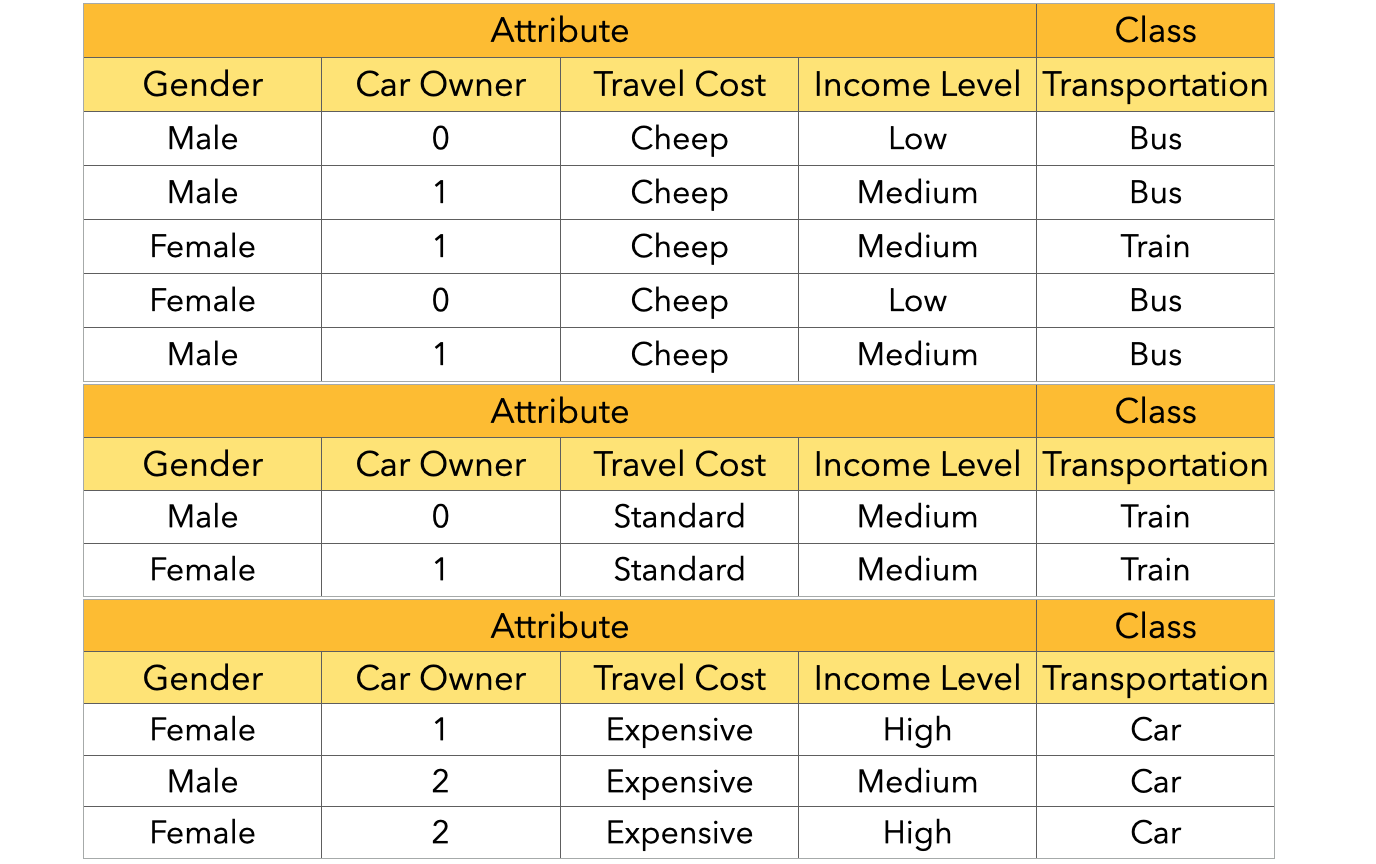 Attribute Class
Gender Car Owner Travel Cost Income Level Transportation
Male 0 Cheep Low Bus
Male 1 Cheep Medium Bus
Female 1 Cheep Medium Train
Female 0 Cheep Low Bus
Male 1 Cheep Medium Bus
Attribute Class
Gender Car Owner Travel Cost Income Level Transportation
Male 0 Standard Medium Train
Female 1 Standard Medium Train
Attribute Class
Gender Car Owner Travel Cost Income Level Transportation
Female 1 Expensive High Car
Male 2 Expensive Medium Car
Female 2 Expensive High Car